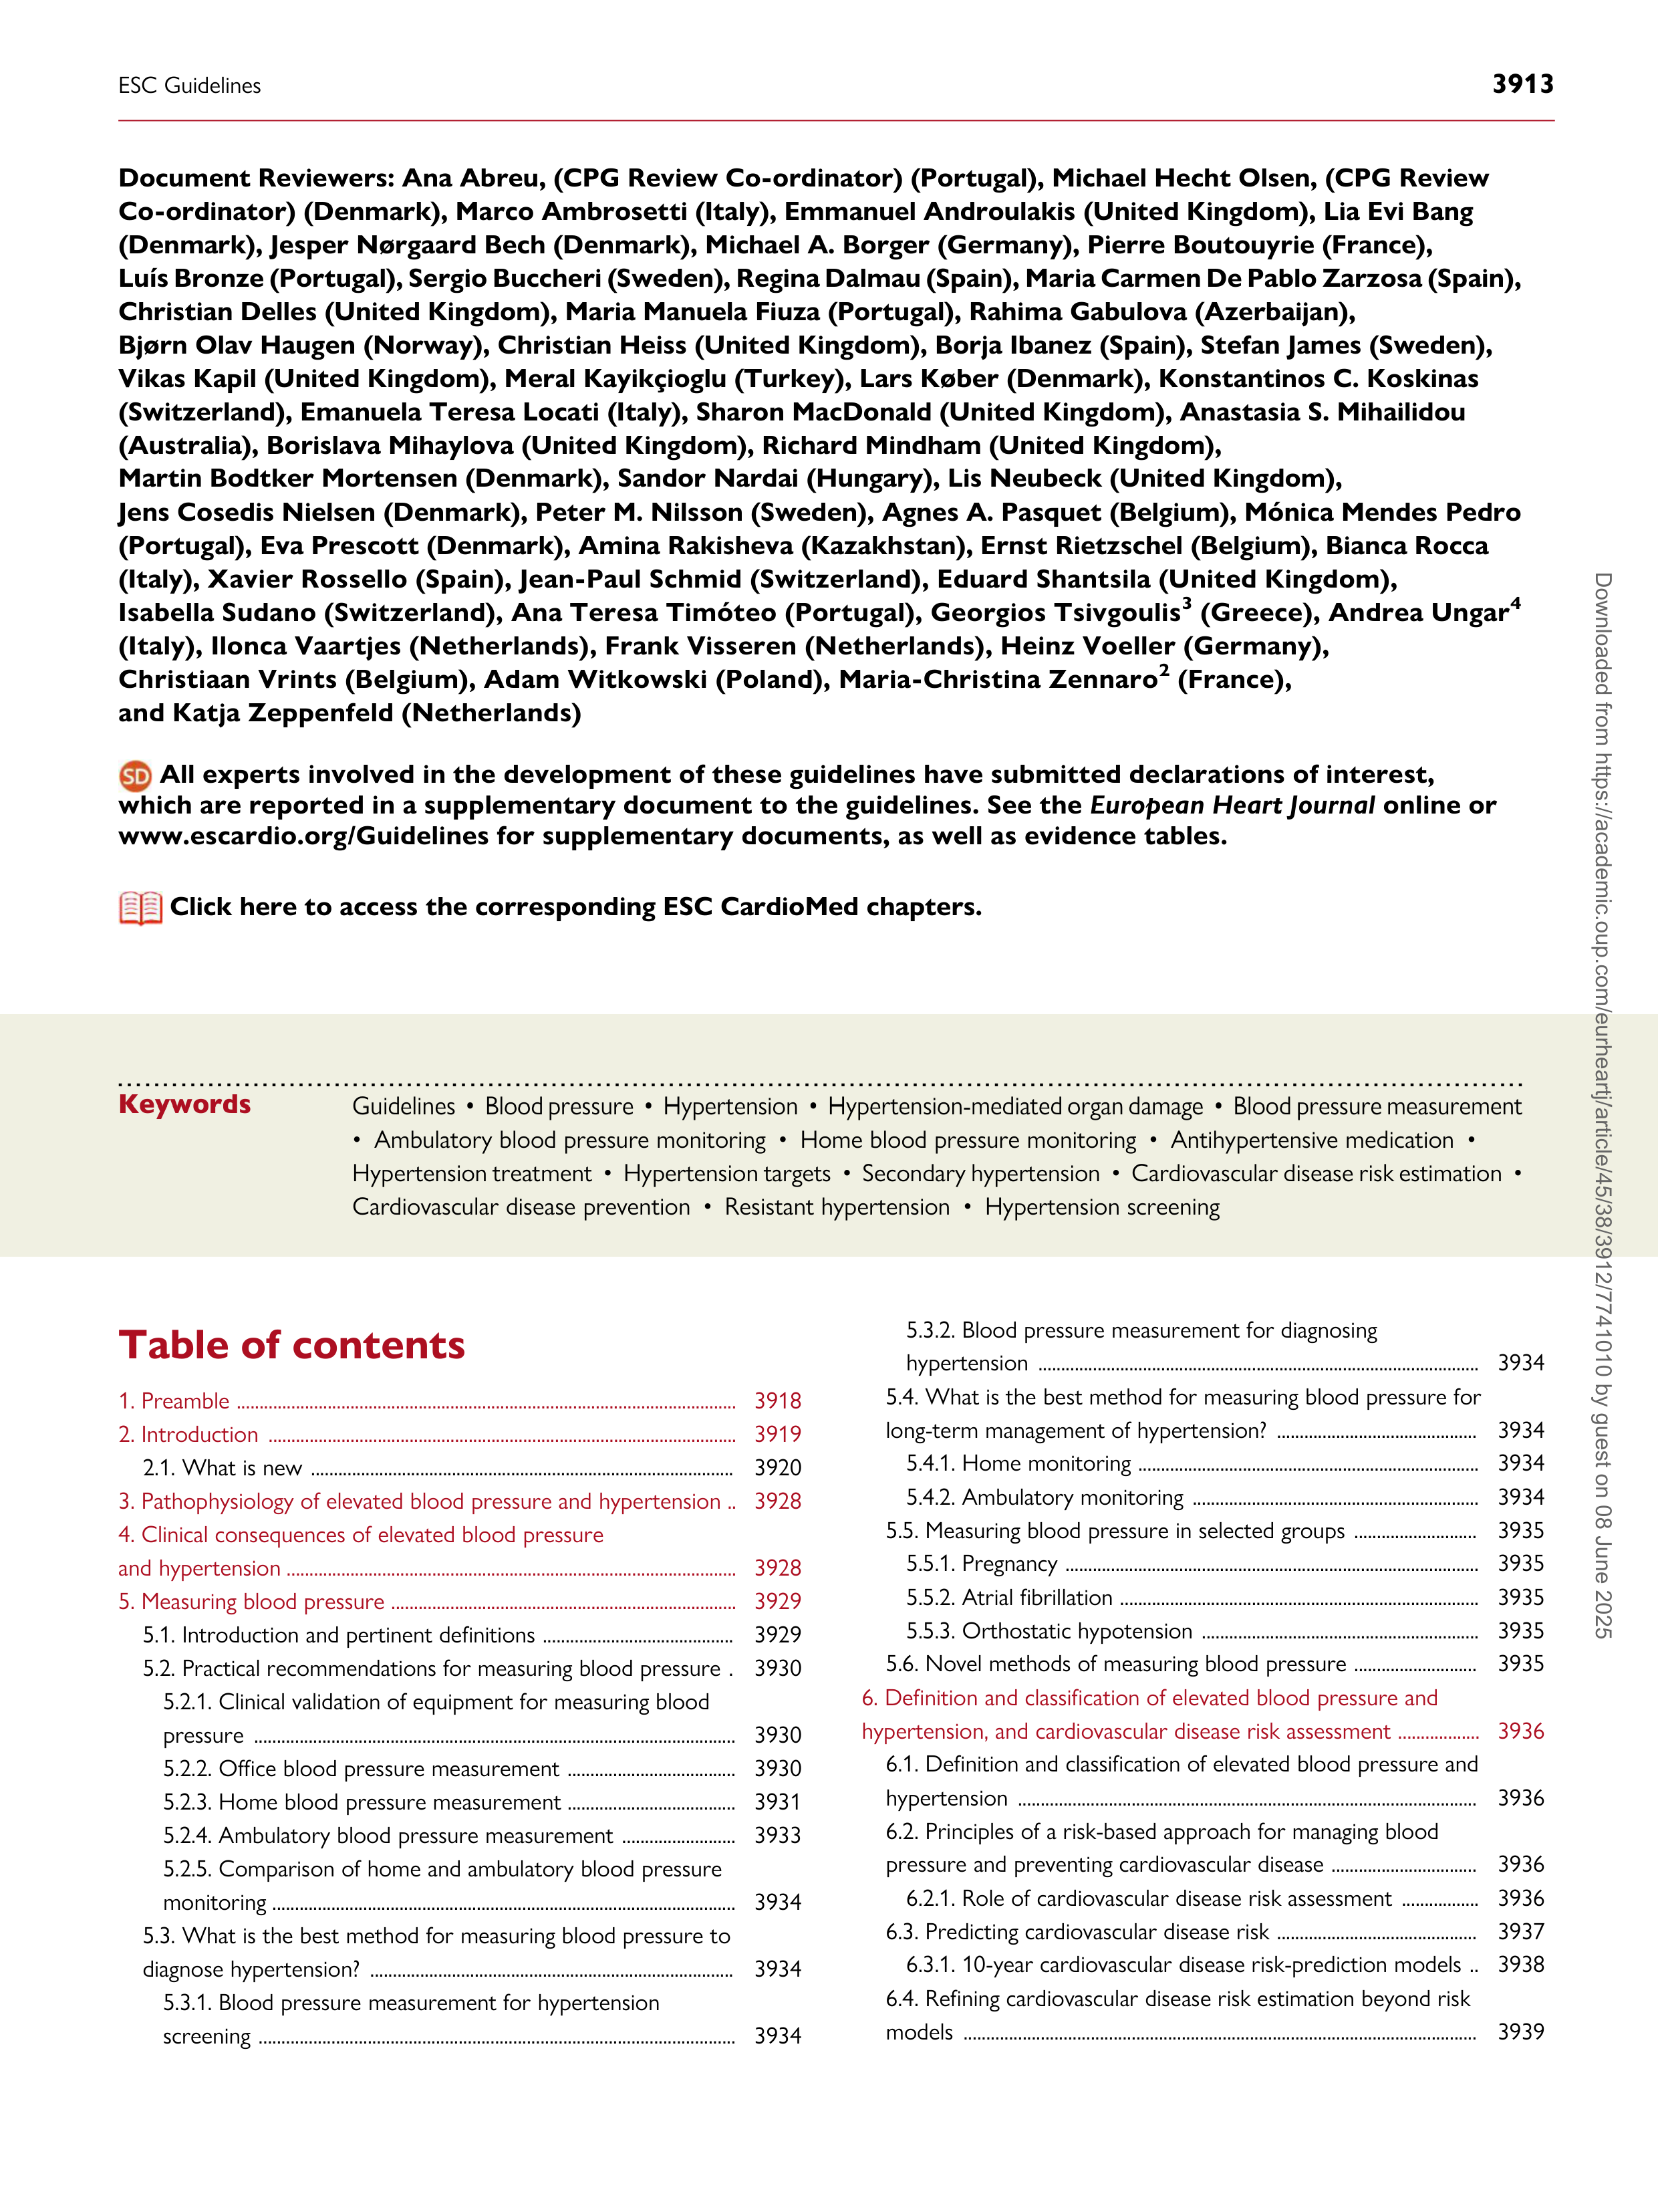 ESC Guidelines 3913
Document Reviewers: Ana Abreu, (CPG Review Co-ordinator) (Portugal), Michael Hecht Olsen, (CPG Review
Co-ordinator) (Denmark), Marco Ambrosetti (Italy), Emmanuel Androulakis (United Kingdom), Lia Evi Bang
(Denmark), Jesper Nørgaard Bech (Denmark), Michael A. Borger (Germany), Pierre Boutouyrie (France),
Luís Bronze (Portugal), Sergio Buccheri (Sweden), Regina Dalmau (Spain), Maria Carmen De Pablo Zarzosa (Spain),
Christian Delles (United Kingdom), Maria Manuela Fiuza (Portugal), Rahima Gabulova (Azerbaijan),
Bjørn Olav Haugen (Norway), Christian Heiss (United Kingdom), Borja Ibanez (Spain), Stefan James (Sweden),
Vikas Kapil (United Kingdom), Meral Kayikçioglu (Turkey), Lars Køber (Denmark), Konstantinos C. Koskinas
(Switzerland), Emanuela Teresa Locati (Italy), Sharon MacDonald (United Kingdom), Anastasia S. Mihailidou
(Australia), Borislava Mihaylova (United Kingdom), Richard Mindham (United Kingdom),
Martin Bodtker Mortensen (Denmark), Sandor Nardai (Hungary), Lis Neubeck (United Kingdom),
Jens Cosedis Nielsen (Denmark), Peter M. Nilsson (Sweden), Agnes A. Pasquet (Belgium), Mónica Mendes Pedro
(Portugal), Eva Prescott (Denmark), Amina Rakisheva (Kazakhstan), Ernst Rietzschel (Belgium), Bianca Rocca
(Italy), Xavier Rossello (Spain), Jean-Paul Schmid (Switzerland), Eduard Shantsila (United Kingdom),
Isabella Sudano (Switzerland), Ana Teresa Timóteo (Portugal), Georgios Tsivgoulis³ (Greece), Andrea Ungar⁴
(Italy), Ilonca Vaartjes (Netherlands), Frank Visseren (Netherlands), Heinz Voeller (Germany),
Christiaan Vrints (Belgium), Adam Witkowski (Poland), Maria-Christina Zennaro² (France),
and Katja Zeppenfeld (Netherlands)
SD All experts involved in the development of these guidelines have submitted declarations of interest,
which are reported in a supplementary document to the guidelines. See the European Heart Journal online or
www.escardio.org/Guidelines for supplementary documents, as well as evidence tables.
Click here to access the corresponding ESC CardioMed chapters.
Keywords Guidelines • Blood pressure • Hypertension • Hypertension-mediated organ damage • Blood pressure measurement
• Ambulatory blood pressure monitoring • Home blood pressure monitoring • Antihypertensive medication •
Hypertension treatment • Hypertension targets • Secondary hypertension • Cardiovascular disease risk estimation •
Cardiovascular disease prevention • Resistant hypertension • Hypertension screening
Table of contents
1. Preamble 3918
2. Introduction 3919
2.1. What is new 3920
3. Pathophysiology of elevated blood pressure and hypertension .. 3928
4. Clinical consequences of elevated blood pressure
and hypertension 3928
5. Measuring blood pressure 3929
5.1. Introduction and pertinent definitions 3929
5.2. Practical recommendations for measuring blood pressure . 3930
5.2.1. Clinical validation of equipment for measuring blood
pressure 3930
5.2.2. Office blood pressure measurement 3930
5.2.3. Home blood pressure measurement 3931
5.2.4. Ambulatory blood pressure measurement 3933
5.2.5. Comparison of home and ambulatory blood pressure
monitoring 3934
5.3. What is the best method for measuring blood pressure to
diagnose hypertension? 3934
5.3.1. Blood pressure measurement for hypertension
screening 3934
5.3.2. Blood pressure measurement for diagnosing
hypertension 3934
5.4. What is the best method for measuring blood pressure for
long-term management of hypertension? 3934
5.4.1. Home monitoring 3934
5.4.2. Ambulatory monitoring 3934
5.5. Measuring blood pressure in selected groups 3935
5.5.1. Pregnancy 3935
5.5.2. Atrial fibrillation 3935
5.5.3. Orthostatic hypotension 3935
5.6. Novel methods of measuring blood pressure 3935
6. Definition and classification of elevated blood pressure and
hypertension, and cardiovascular disease risk assessment 3936
6.1. Definition and classification of elevated blood pressure and
hypertension 3936
6.2. Principles of a risk-based approach for managing blood
pressure and preventing cardiovascular disease 3936
6.2.1. Role of cardiovascular disease risk assessment 3936
6.3. Predicting cardiovascular disease risk 3937
6.3.1. 10-year cardiovascular disease risk-prediction models .. 3938
6.4. Refining cardiovascular disease risk estimation beyond risk
models 3939
Downloaded from https://academic.oup.com/eurheartj/article/45/38/3912/7741010 by guest on 08 June 2025